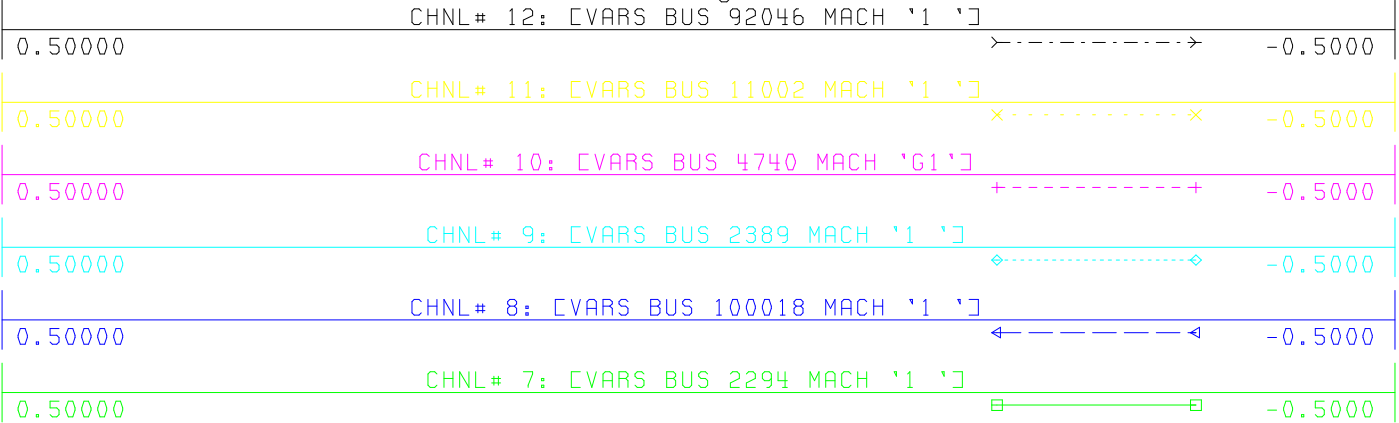 CHNL# 12: [VARS BUS 92046 MACH '1 ']
0.50000 -0.5000
CHNL# 11: [VARS BUS 11002 MACH '1 ']
0.50000 -0.5000
CHNL# 10: [VARS BUS 4740 MACH 'G1']
0.50000 -0.5000
CHNL# 9: [VARS BUS 2389 MACH '1 ']
0.50000 -0.5000
CHNL# 8: [VARS BUS 100018 MACH '1 ']
0.50000 -0.5000
CHNL# 7: [VARS BUS 2294 MACH '1 ']
0.50000 -0.5000